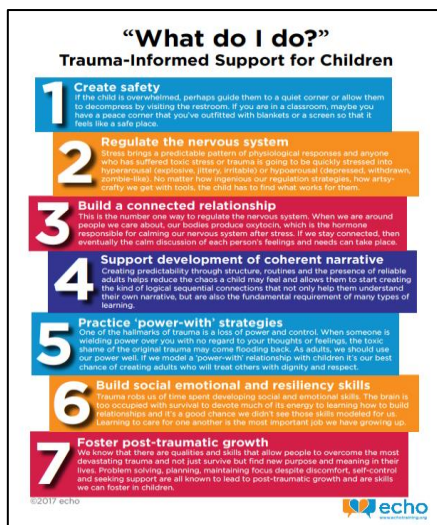 “What do I do?”
Trauma-Informed Support for Children
1
Create safety
If the child is overwhelmed, perhaps guide them to a quiet corner or allow them
to decompress by visiting the restroom. If you are in a classroom, maybe you
have a peace corner that you’ve outfitted with blankets or a screen so that it
feels like a safe place.
2
Regulate the nervous system
Stress brings a predictable pattern of physiological responses and anyone
who has suffered toxic stress or trauma is going to be quickly stressed into
hyperarousal (explosive, jittery, irritable) or hypoarousal (depressed, withdrawn,
zombie-like). No matter how ingenious our regulation strategies, how artsy-
crafty we get with tools, the child has to find what works for them.
3
Build a connected relationship
This is the number one way to regulate the nervous system. When we are around
people we care about, our bodies produce oxytocin, which is the hormone
responsible for calming our nervous system after stress. If we stay connected, then
eventually the calm discussion of each person’s feelings and needs can take place.
4
Support development of coherent narrative
Creating predictability through structure, routines and the presence of reliable
adults helps reduce the chaos a child may feel and allows them to start creating
the kind of logical sequential connections that not only help them understand
their own narrative, but are also the fundamental requirement of many types of
learning.
5
Practice ‘power-with’ strategies
One of the hallmarks of trauma is a loss of power and control. When someone is
wielding power over you with no regard to your thoughts or feelings, the toxic
shame of the original trauma may come flooding back. As adults, we should use
our power well. If we model a ‘power-with’ relationship with children it’s our best
chance of creating adults who will treat others with dignity and respect.
6
Build social emotional and resiliency skills
Trauma robs us of time spent developing social and emotional skills. The brain is
too occupied with survival to devote much of its energy to learning how to build
relationships and it’s a good chance we didn’t see those skills modeled for us.
Learning to care for one another is the most important job we have growing up.
7
Foster post-traumatic growth
We know that there are qualities and skills that allow people to overcome the most
devastating trauma and not just survive but find new purpose and meaning in their
lives. Problem solving, planning, maintaining focus despite discomfort, self-control
and seeking support are all known to lead to post-traumatic growth and are skills
we can foster in children.
©2017 echo
echo
www.echotraining.org